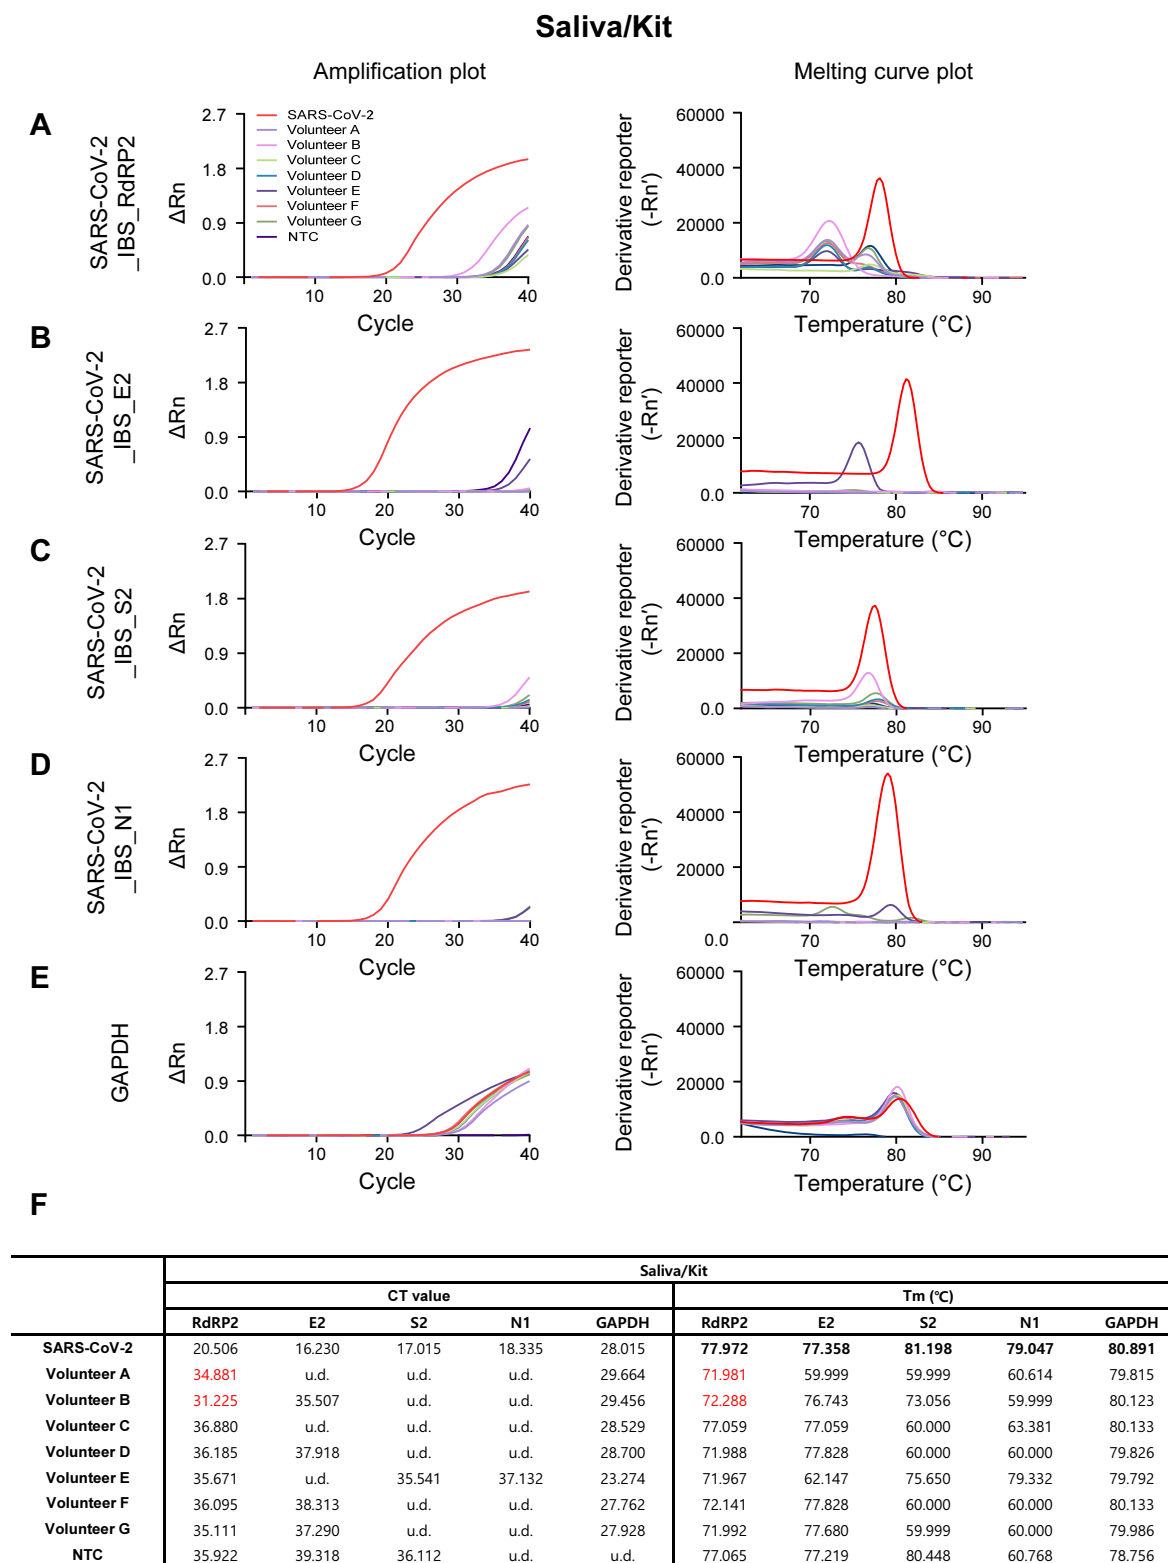 Saliva/Kit
Amplification plot
Melting curve plot
A
SARS-CoV-2
_IBS_RdRP2
ΔRn
2.7
1.8
0.9
0.0
SARS-CoV-2
Volunteer A
Volunteer B
Volunteer C
Volunteer D
Volunteer E
Volunteer F
Volunteer G
NTC
10 20 30 40
Cycle
Derivative reporter
(-Rn′)
60000
40000
20000
0.0
70 80 90
Temperature (°C)
B
SARS-CoV-2
_IBS_E2
ΔRn
2.7
1.8
0.9
0.0
10 20 30 40
Cycle
Derivative reporter
(-Rn′)
60000
40000
20000
0.0
70 80 90
Temperature (°C)
C
SARS-CoV-2
_IBS_S2
ΔRn
2.7
1.8
0.9
0.0
10 20 30 40
Cycle
Derivative reporter
(-Rn′)
60000
40000
20000
0.0
70 80 90
Temperature (°C)
D
SARS-CoV-2
_IBS_N1
ΔRn
2.7
1.8
0.9
0.0
10 20 30 40
Cycle
Derivative reporter
(-Rn′)
60000
40000
20000
0.0
70 80 90
Temperature (°C)
E
GAPDH
ΔRn
2.7
1.8
0.9
0.0
10 20 30 40
Cycle
Derivative reporter
(-Rn′)
60000
40000
20000
0.0
70 80 90
Temperature (°C)
F
Saliva/Kit
CT value Tm (℃)
RdRP2 E2 S2 N1 GAPDH RdRP2 E2 S2 N1 GAPDH
SARS-CoV-2 20.506 16.230 17.015 18.335 28.015 77.972 77.358 81.198 79.047 80.891
Volunteer A 34.881 u.d. u.d. u.d. 29.664 71.981 59.999 59.999 60.614 79.815
Volunteer B 31.225 35.507 u.d. u.d. 29.456 72.288 76.743 73.056 59.999 80.123
Volunteer C 36.880 u.d. u.d. u.d. 28.529 77.059 77.059 60.000 63.381 80.133
Volunteer D 36.185 37.918 u.d. u.d. 28.700 71.988 77.828 60.000 60.000 79.826
Volunteer E 35.671 u.d. 35.541 37.132 23.274 71.967 62.147 75.650 79.332 79.792
Volunteer F 36.095 38.313 u.d. u.d. 27.762 72.141 77.828 60.000 60.000 80.133
Volunteer G 35.111 37.290 u.d. u.d. 27.928 71.992 77.680 59.999 60.000 79.986
NTC 35.922 39.318 36.112 u.d. u.d. 77.065 77.219 80.448 60.768 78.756